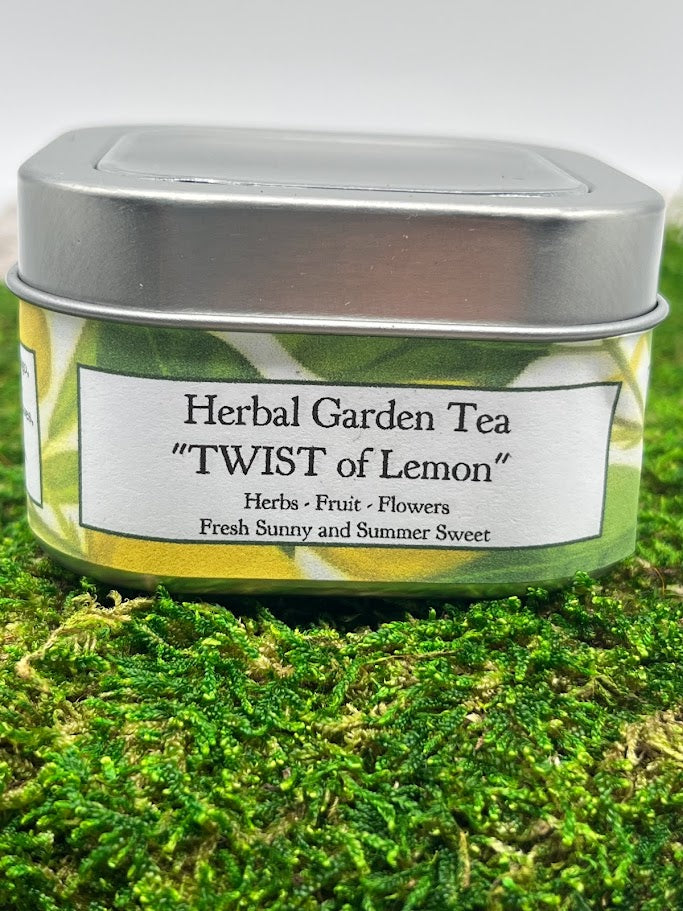 Herbal Garden Tea
"TWIST of Lemon"
Herbs - Fruit - Flowers
Fresh Sunny and Summer Sweet